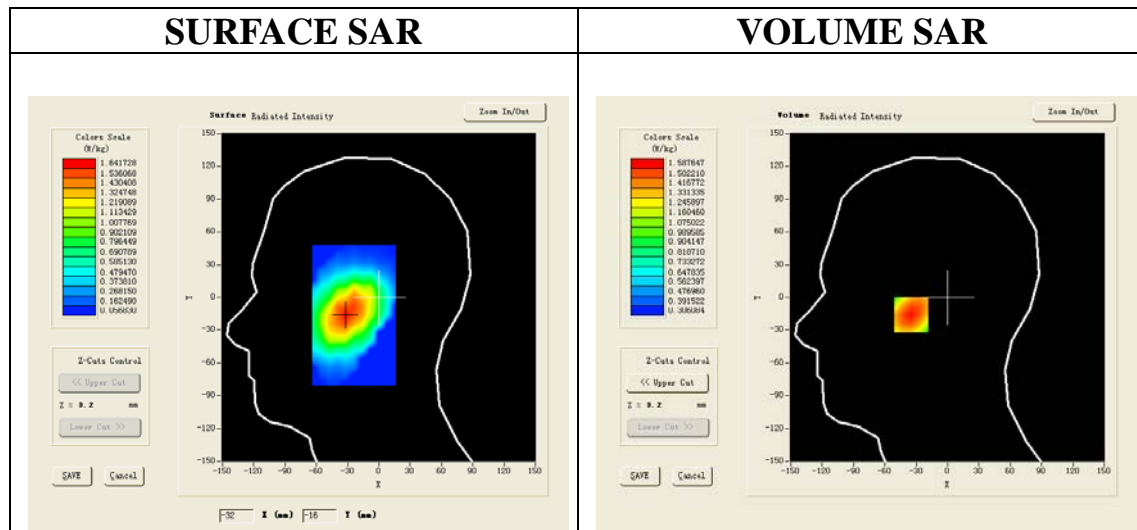 SURFACE SAR
VOLUME SAR
Surface Radiated Intensity
Zoom In/Out
Colors Scale
(W/kg)
1.641728
1.536068
1.430408
1.324748
1.219089
1.113429
1.007769
0.902109
0.796449
0.690789
0.585130
0.479470
0.373810
0.268150
0.162490
0.056830
150
120
90
60
30
0
-30
-60
-90
-120
-150
Y
-150 -120 -90 -60 -30 0 30 60 90 120 150
X
Z-Cuts Control
<< Upper Cut
Z = 0.2 mm
Lower Cut >>
SAVE Cancel
-32 X (mm) -16 Y (mm)
Volume Radiated Intensity
Zoom In/Out
Colors Scale
(W/kg)
1.587647
1.502210
1.416772
1.331335
1.245897
1.160460
1.075022
0.989585
0.904147
0.818710
0.733272
0.647835
0.562397
0.476960
0.391522
0.306084
150
120
90
60
30
0
-30
-60
-90
-120
-150
Y
-150 -120 -90 -60 -30 0 30 60 90 120 150
X
Z-Cuts Control
<< Upper Cut
Z = 0.2 mm
Lower Cut >>
SAVE Cancel